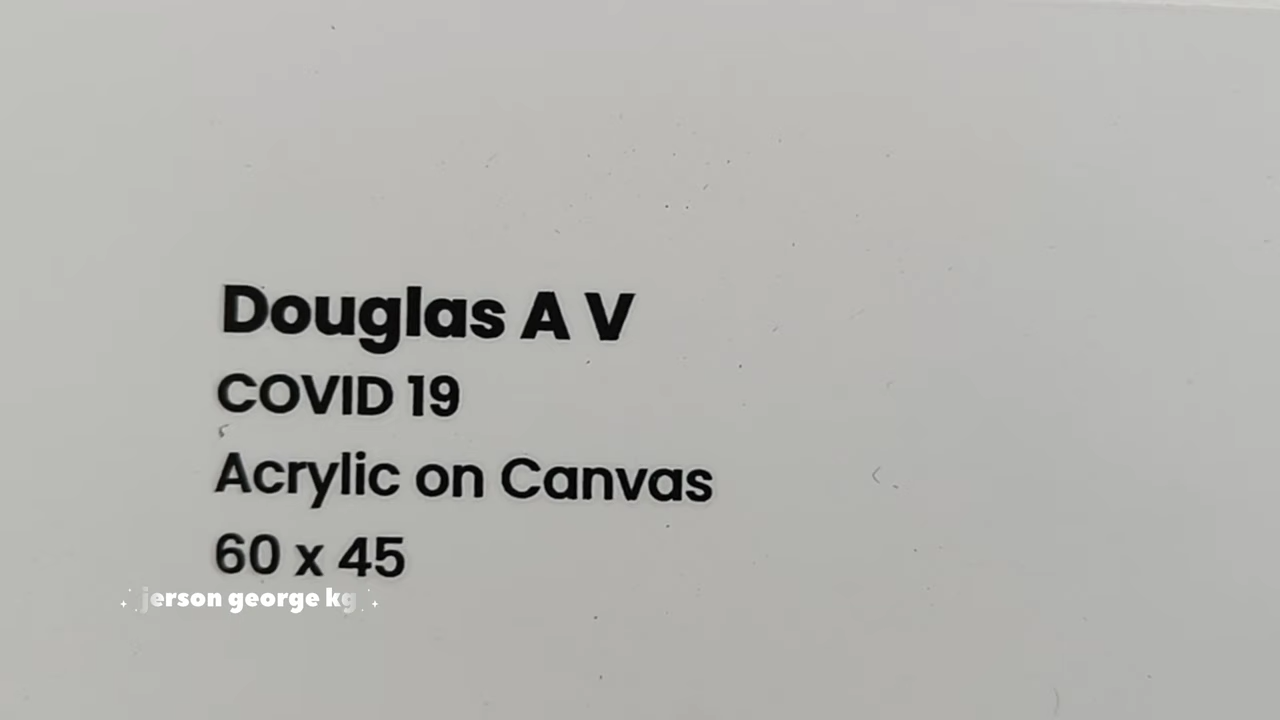 Douglas A V
COVID 19
Acrylic on Canvas
60 x 45
jerson george kg